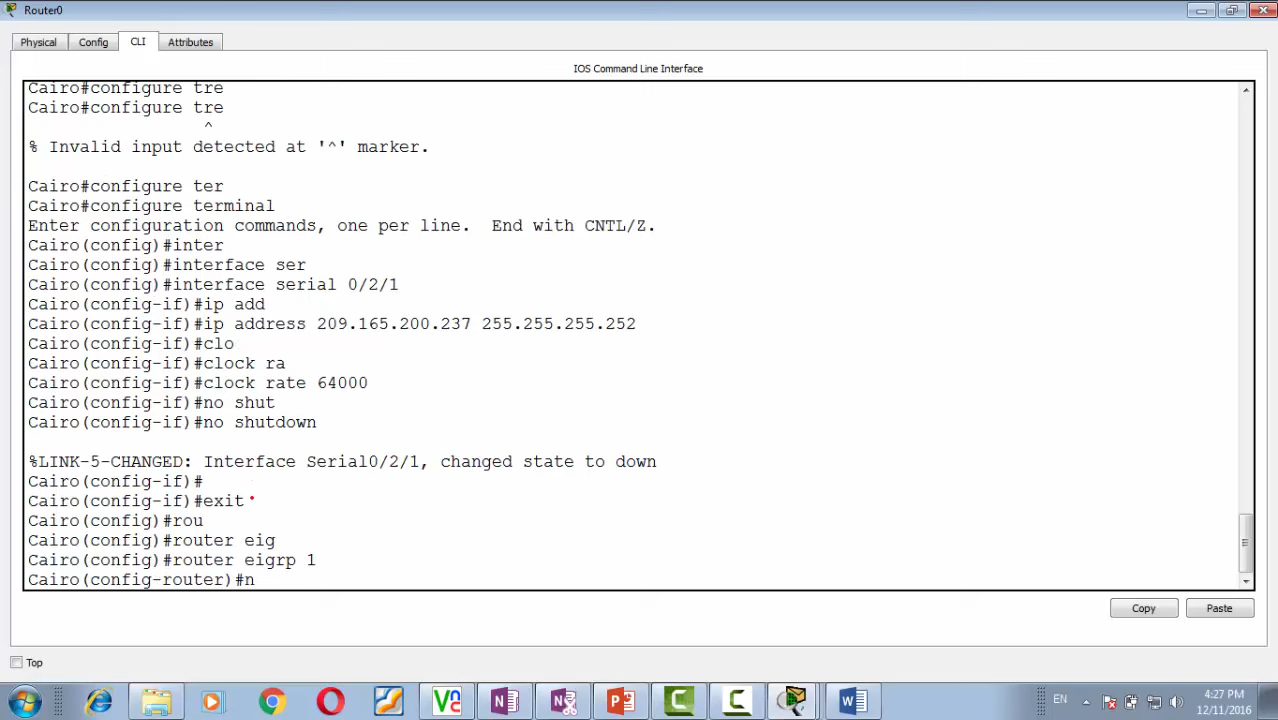 Router0
Physical Config CLI Attributes
IOS Command Line Interface
Cairo#configure tre
Cairo#configure tre
^
% Invalid input detected at '^' marker.
Cairo#configure ter
Cairo#configure terminal
Enter configuration commands, one per line. End with CNTL/Z.
Cairo(config)#inter
Cairo(config)#interface ser
Cairo(config)#interface serial 0/2/1
Cairo(config-if)#ip add
Cairo(config-if)#ip address 209.165.200.237 255.255.255.252
Cairo(config-if)#clo
Cairo(config-if)#clock ra
Cairo(config-if)#clock rate 64000
Cairo(config-if)#no shut
Cairo(config-if)#no shutdown
%LINK-5-CHANGED: Interface Serial0/2/1, changed state to down
Cairo(config-if)#
Cairo(config-if)#exit
Cairo(config)#rou
Cairo(config)#router eig
Cairo(config)#router eigrp 1
Cairo(config-router)#n
Copy Paste
Top
EN
4:27 PM
12/11/2016